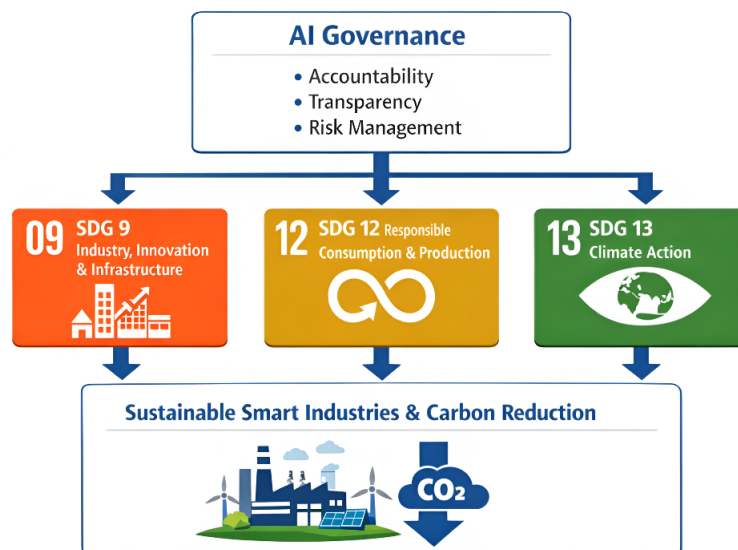 AI Governance
• Accountability
• Transparency
• Risk Management
09 SDG 9
Industry, Innovation
& Infrastructure
12 SDG 12 Responsible
Consumption & Production
13 SDG 13
Climate Action
Sustainable Smart Industries & Carbon Reduction
CO₂